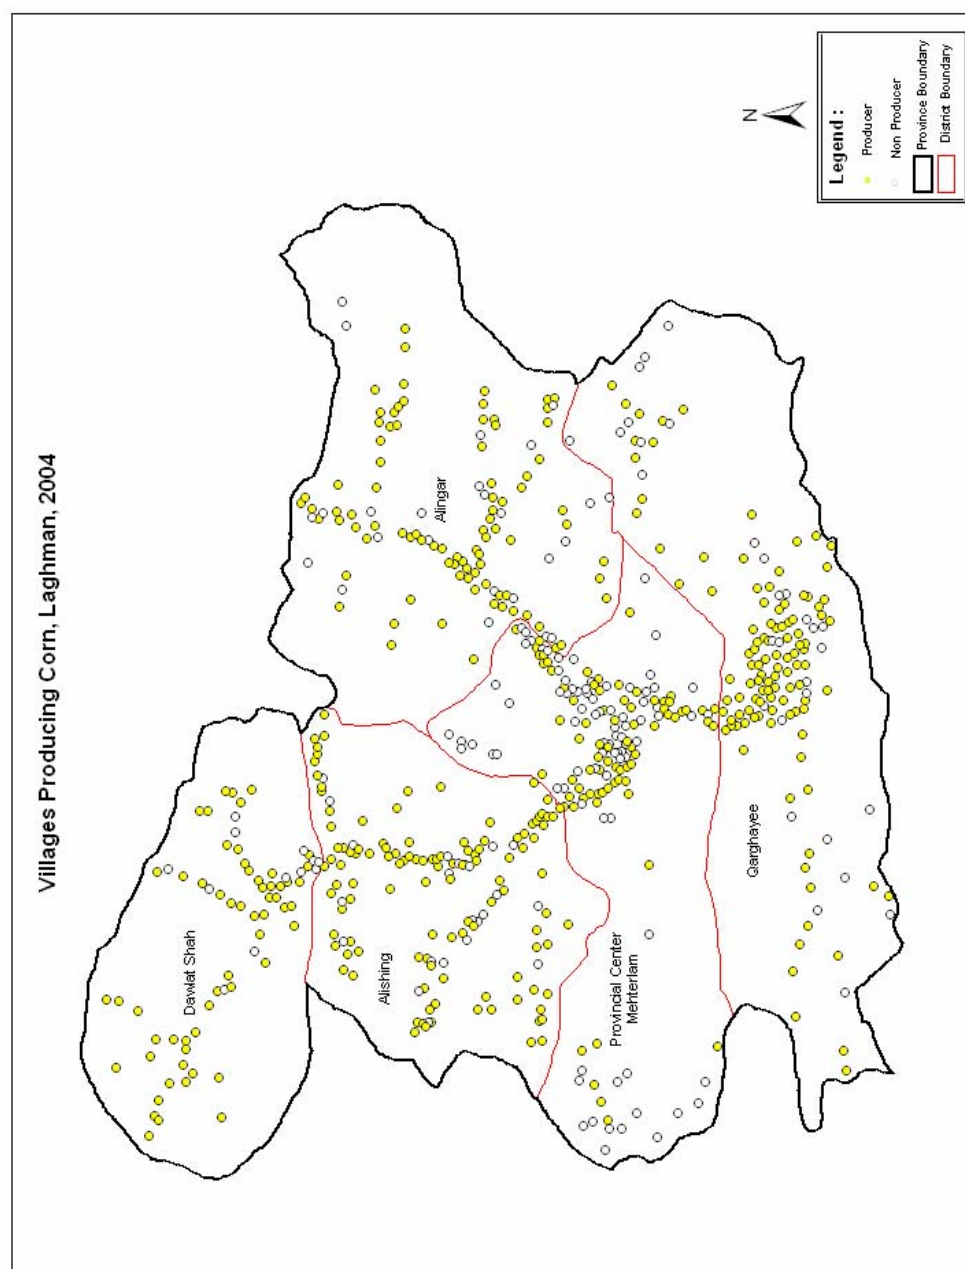 Villages Producing Corn, Laghman, 2004
N
Legend :
Producer
Non Producer
Province Boundary
District Boundary
Dawlat Shah
Alishing
Alingar
Provincial Center
Mehterlam
Qarghayee